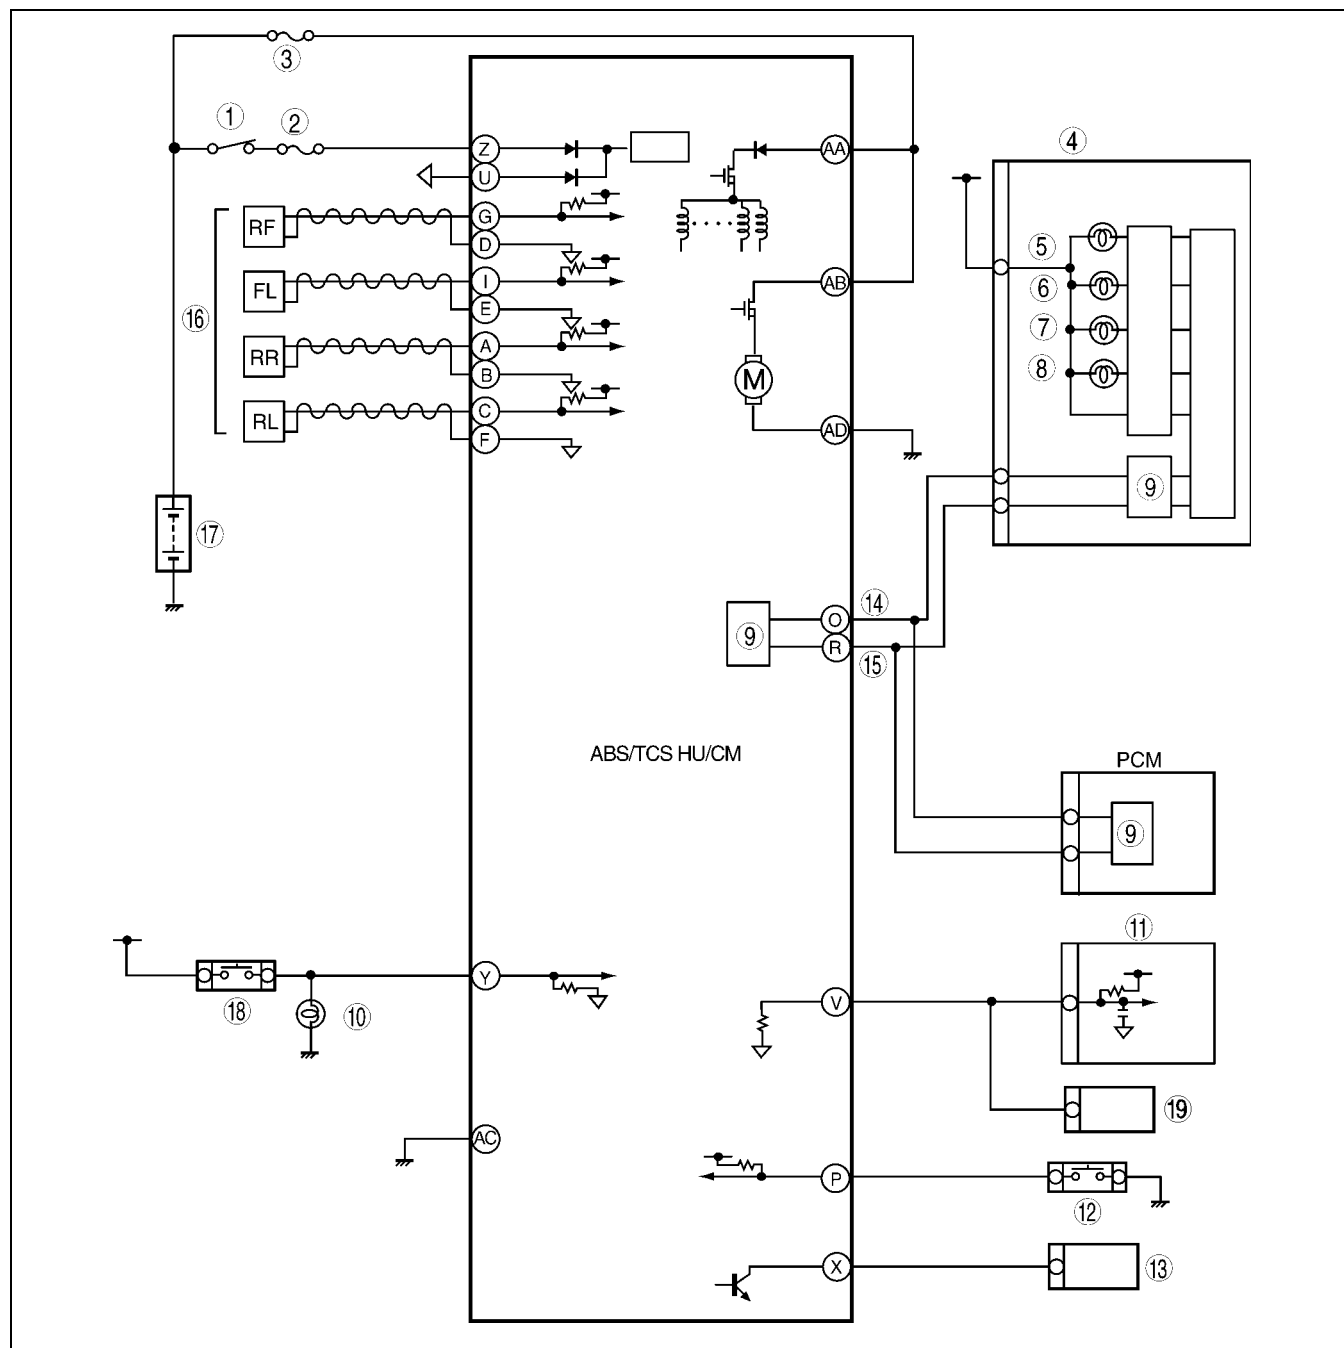 ③
① ②
④
Z
AA
U
RF
G
D
⑤
FL
I
AB
⑥
E
⑯
⑦
RR
A
⑧
B
M
RL
C
AD
F
⑨
⑰
⑭
O
⑨
R
⑮
ABS/TCS HU/CM
PCM
⑨
⑪
Y
V
⑱
⑩
⑲
AC
P
⑫
X
⑬